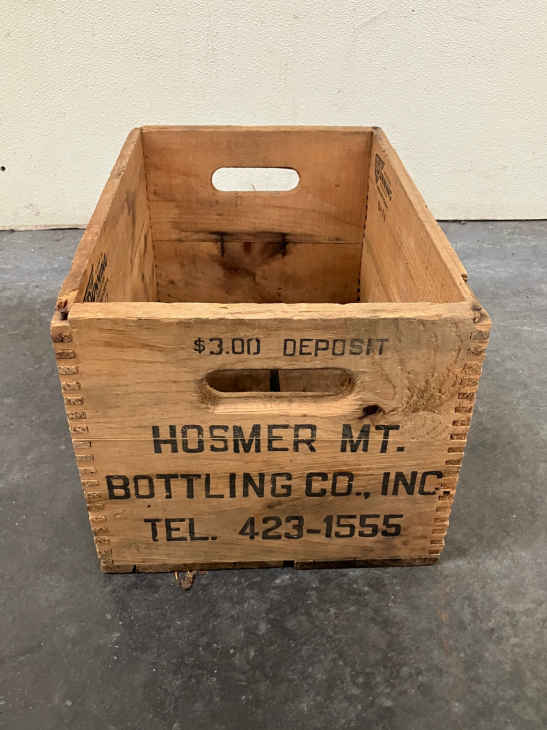 $3.00 DEPOSIT
HOSMER MT.
BOTTLING CO., INC.
TEL. 423-1555